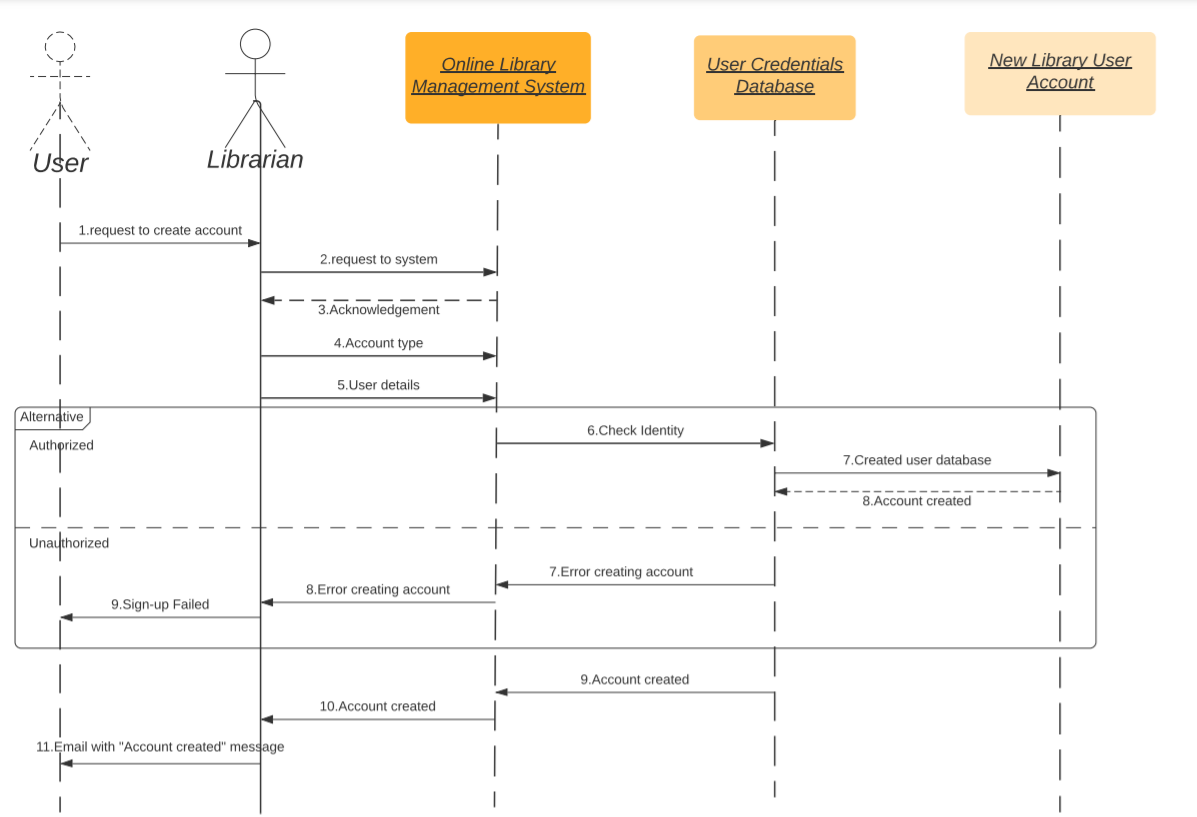 User
Librarian
Online Library
Management System
User Credentials
Database
New Library User
Account
1.request to create account
2.request to system
3.Acknowledgement
4.Account type
5.User details
Alternative
Authorized
6.Check Identity
7.Created user database
8.Account created
Unauthorized
7.Error creating account
8.Error creating account
9.Sign-up Failed
9.Account created
10.Account created
11.Email with "Account created" message